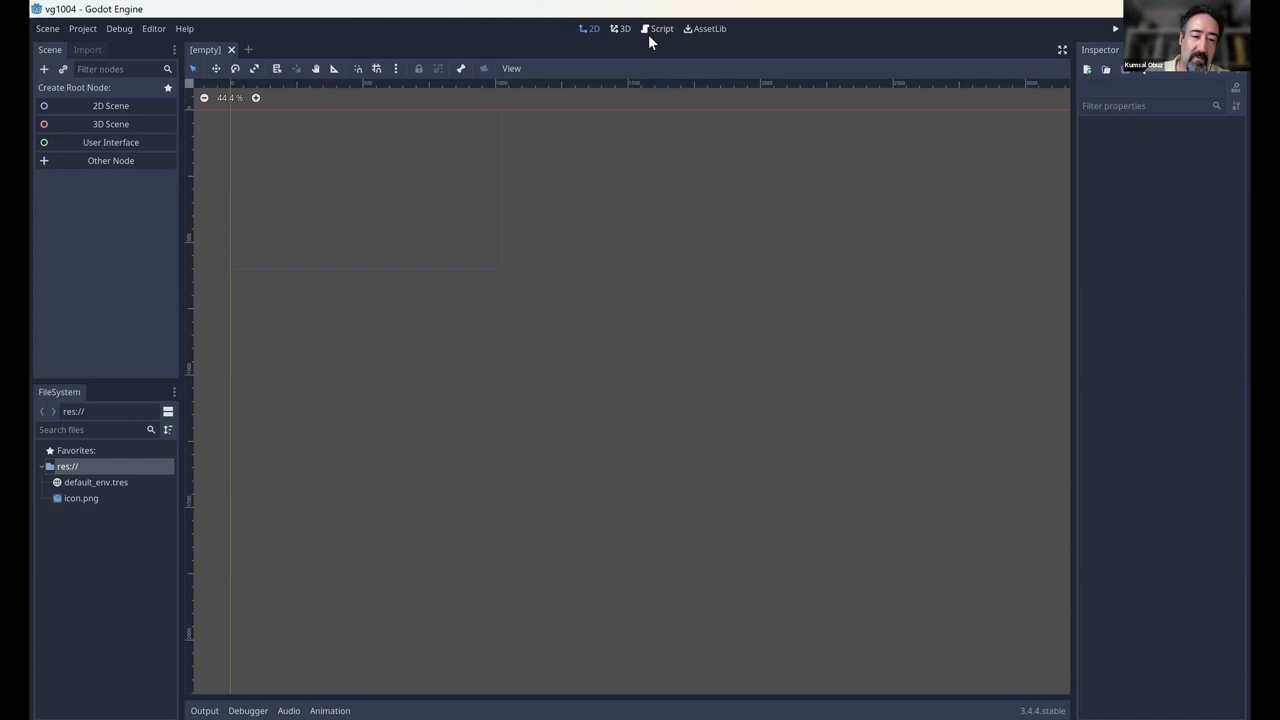 vg1004 - Godot Engine
Scene Project Debug Editor Help
2D 3D Script AssetLib
Kumsal Obuz
Scene Import
[empty]
Inspector
Filter nodes
View
Create Root Node:
44.4 %
2D Scene
Filter properties
3D Scene
User Interface
Other Node
FileSystem
res://
Search files
Favorites:
res://
default_env.tres
icon.png
Output Debugger Audio Animation
3.4.4.stable